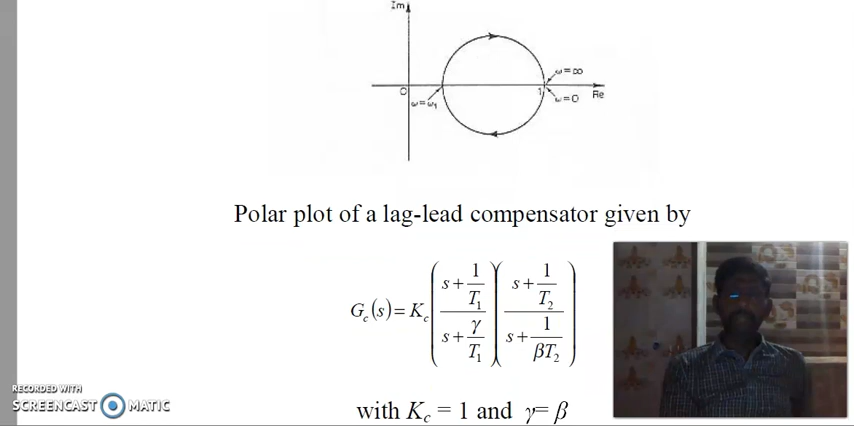 Im
ω=∞
0
1
Re
ω=ω₁
ω=0
Polar plot of a lag-lead compensator given by
G_c(s)=K_c((s+1/T₁)/(s+γ/T₁))((s+1/T₂)/(s+1/βT₂))
with K_c = 1 and γ= β
RECORDED WITH
SCREENCAST O MATIC